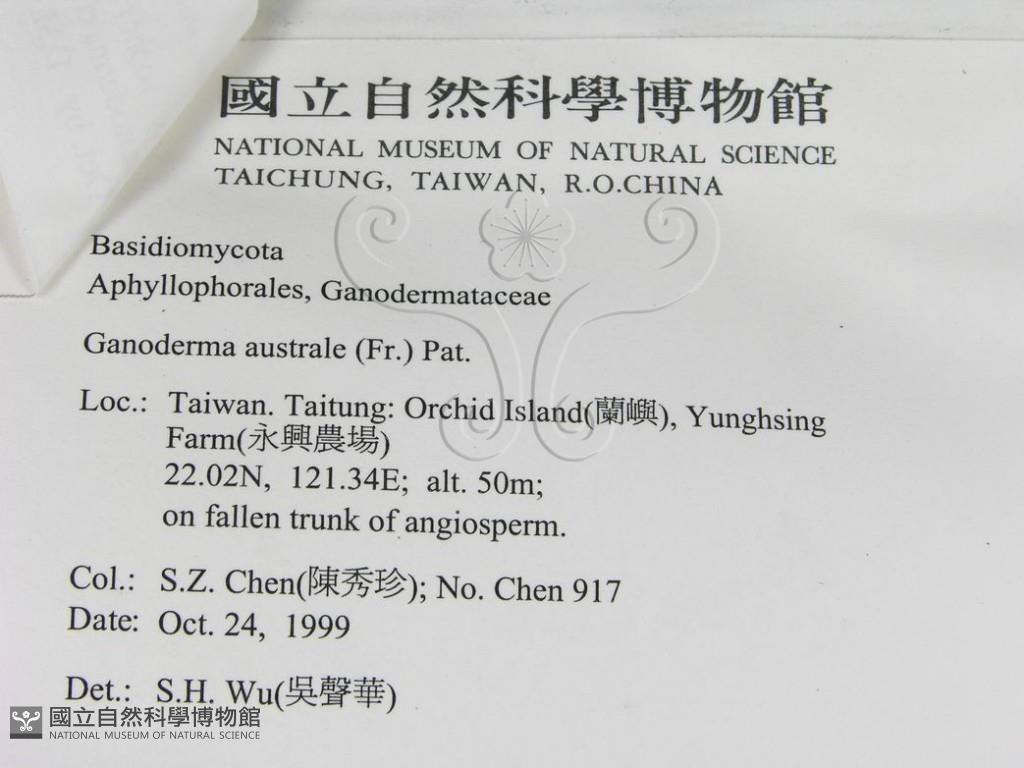 國立自然科學博物館
NATIONAL MUSEUM OF NATURAL SCIENCE
TAICHUNG, TAIWAN, R.O.CHINA
Basidiomycota
Aphyllophorales, Ganodermataceae
Ganoderma australe (Fr.) Pat.
Loc.: Taiwan. Taitung: Orchid Island(蘭嶼), Yunghsing
Farm(永興農場)
22.02N, 121.34E; alt. 50m;
on fallen trunk of angiosperm.
Col.: S.Z. Chen(陳秀珍); No. Chen 917
Date: Oct. 24, 1999
Det.: S.H. Wu(吳聲華)
國立自然科學博物館
NATIONAL MUSEUM OF NATURAL SCIENCE